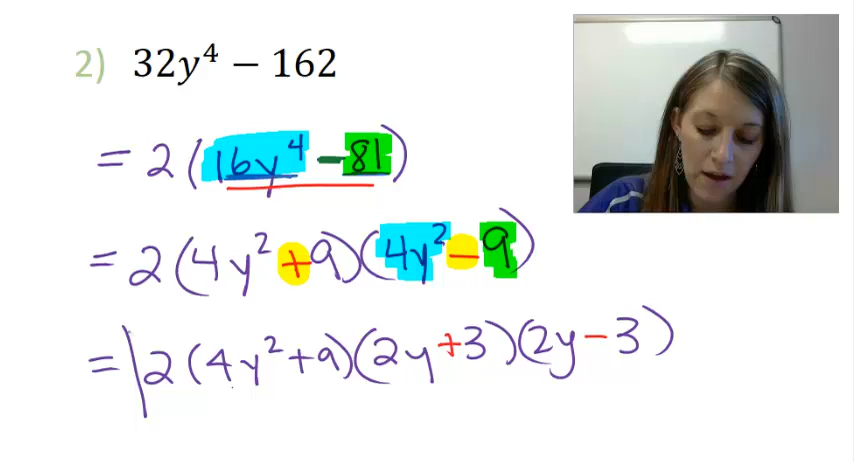 2) 32y⁴ − 162
= 2(16y⁴ − 81)
= 2(4y² + 9)(4y² − 9)
= 2(4y² + 9)(2y + 3)(2y − 3)